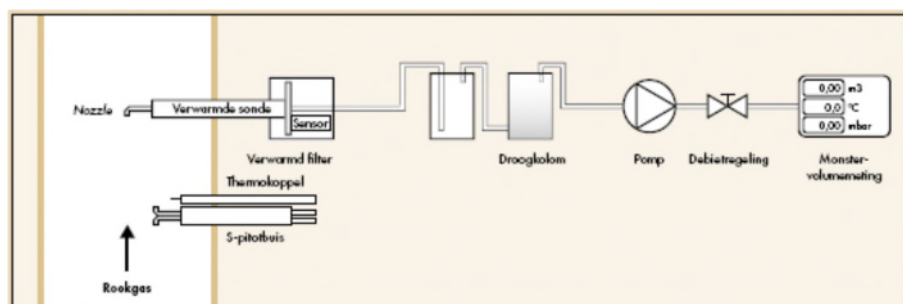 Nozzle
Verwarmde sonde
Sensor
Verwarmd filter
Thermokoppel
S-pitotbuis
Rookgas
Droogkolom
Pomp
Debietregeling
0,00 m3
0,0 °C
0,00 mbar
Monster-
volumemeting